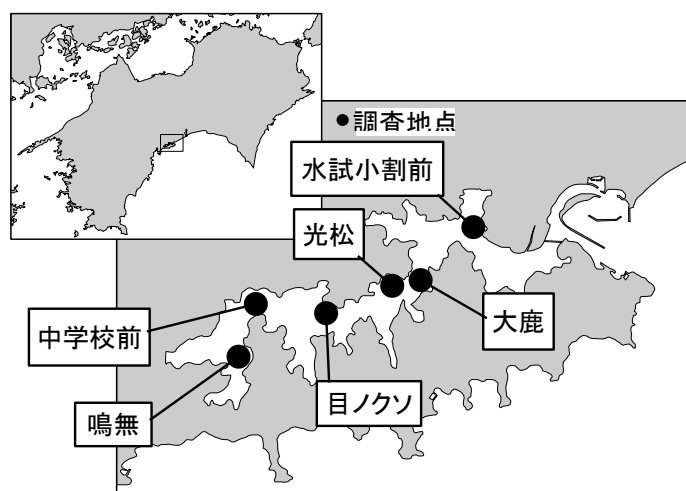 ●調査地点
水試小割前
光松
大鹿
中学校前
目ノクソ
鳴無